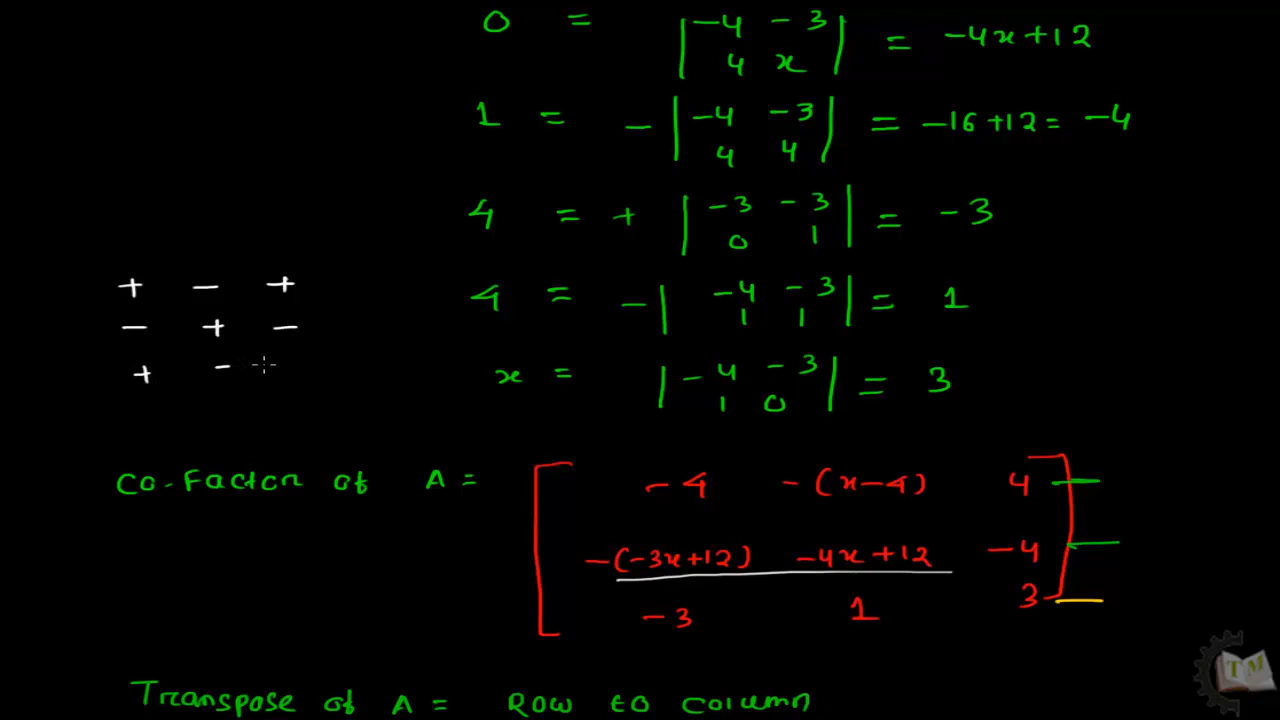 0 = |-4 -3| = -4x+12
|4 x|
1 = -|-4 -3| = -16+12 = -4
|4 4|
4 = +|-3 -3| = -3
|0 1|
4 = -|-4 -3| = 1
|1 1|
x = |-4 -3| = 3
|1 0|
+ - +
- + -
+ -
Co-Factor of A = [-4 -(x-4) 4]
[-(-3x+12) -4x+12 -4]
[-3 1 3]
Transpose of A = Row to column
TM